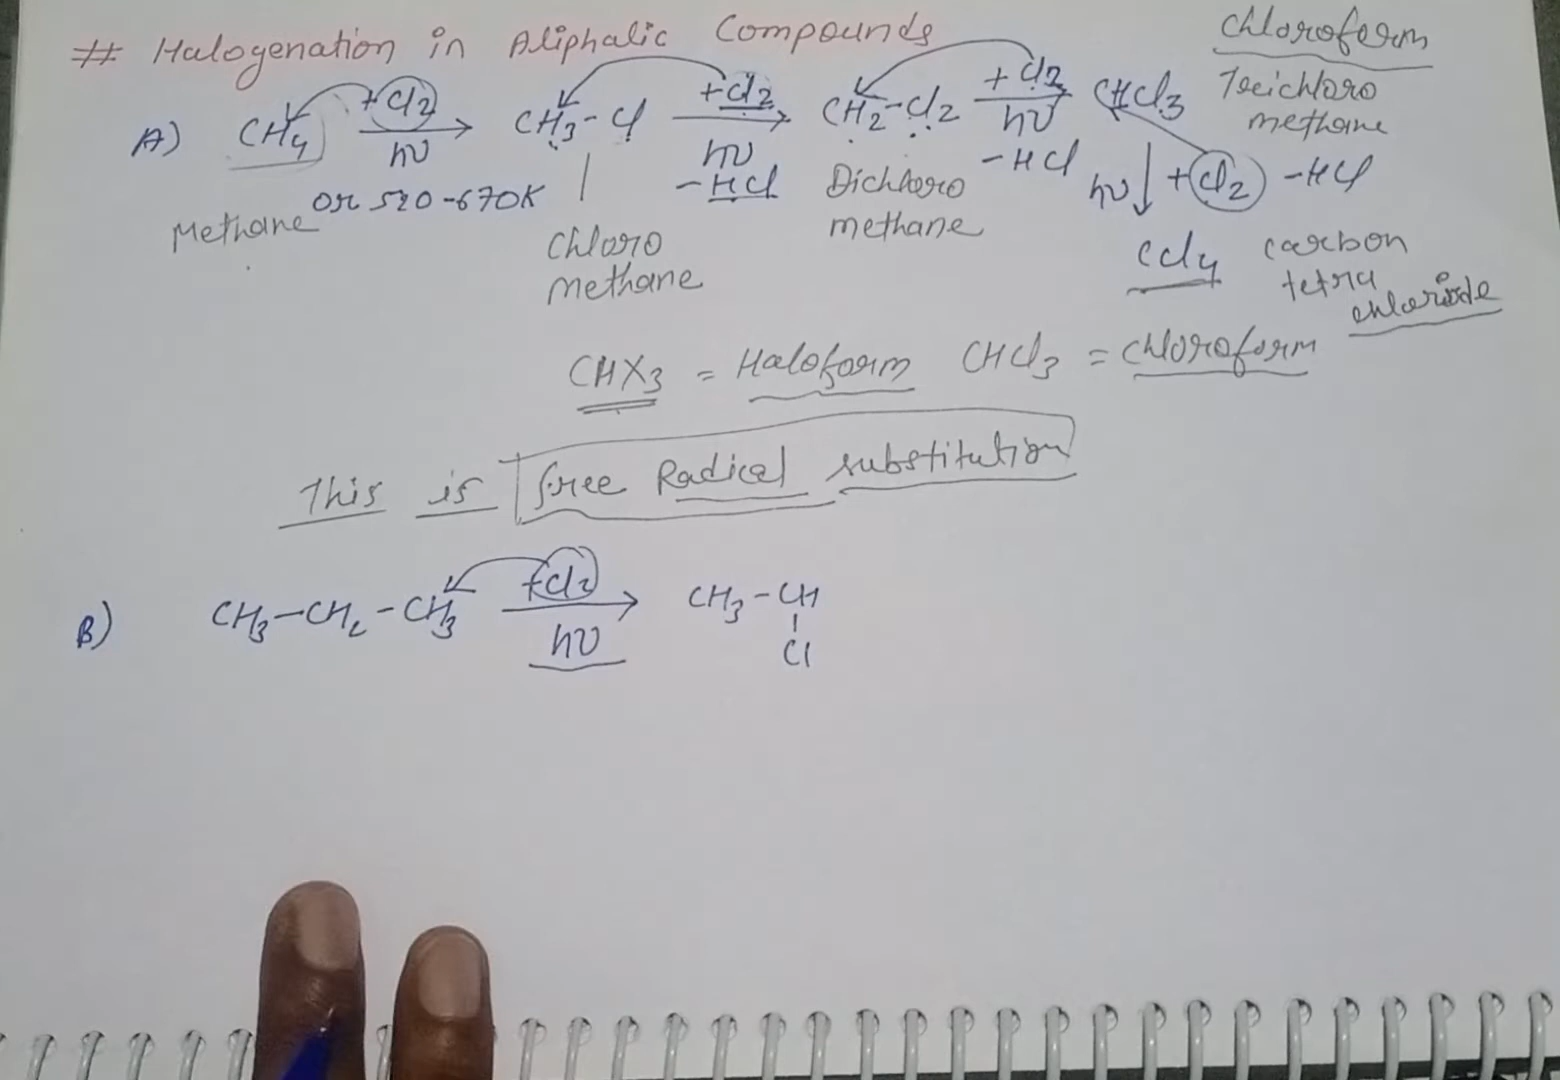 # Halogenation in Aliphalic Compounds
Chloroform
A) CH4 +Cl2 hν CH3-Cl +Cl2 hν -HCl CH2-Cl2 +Cl2 hν -HCl CHCl3 Trichloro
methane
or 520-670K
Methane
Chloro
methane
Dichloro
methane
hν +Cl2 -HCl
CCl4 carbon
tetra
chloride
CHX3 = Haloform CHCl3 = chloroform
This is free Radical substitution
B) CH3-CH2-CH3 +Cl2 hν CH3-CH
Cl